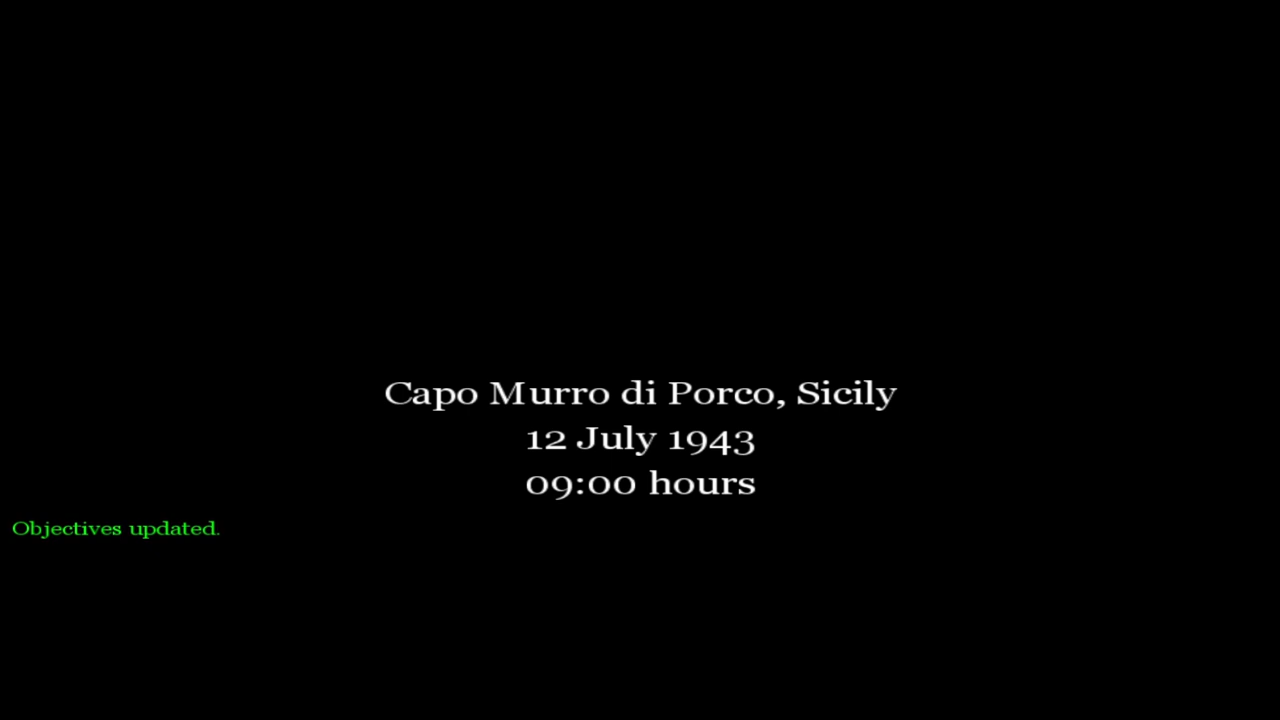 Capo Murro di Porco, Sicily
12 July 1943
09:00 hours
Objectives updated.